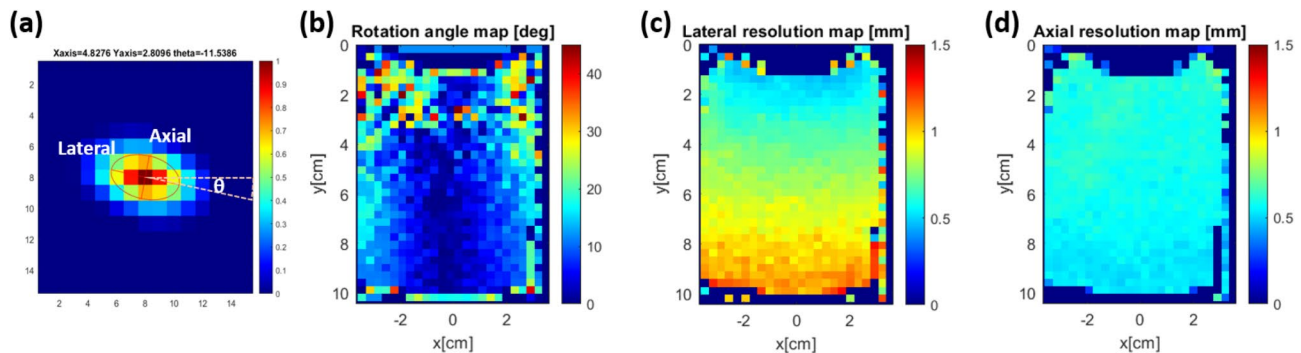 (a)
Xaxis=4.8276 Yaxis=2.8096 theta=-11.5386
2
4
6
8
10
12
14
2 4 6 8 10 12 14
Lateral
Axial
θ
1
0.9
0.8
0.7
0.6
0.5
0.4
0.3
0.2
0.1
0
(b)
Rotation angle map [deg]
0
2
4
6
8
10
y[cm]
-2 0 2
x[cm]
40
30
20
10
0
(c)
Lateral resolution map [mm]
0
2
4
6
8
10
y[cm]
-2 0 2
x[cm]
1.5
1
0.5
0
(d)
Axial resolution map [mm]
0
2
4
6
8
10
y[cm]
-2 0 2
x[cm]
1.5
1
0.5
0